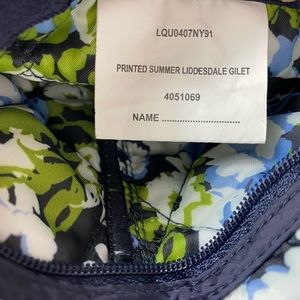 LQU0407NY91
PRINTED SUMMER LIDDESDALE GILET
4051069
NAME ................................